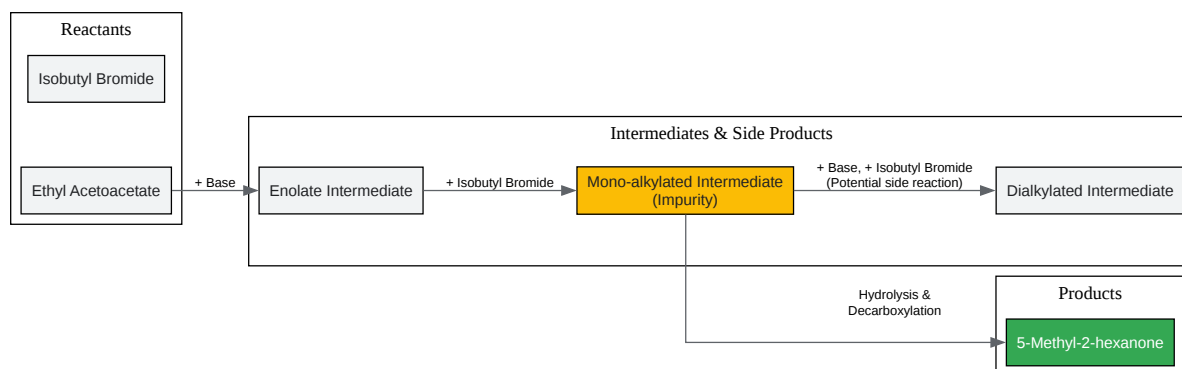 Reactants
Isobutyl Bromide
Ethyl Acetoacetate
+ Base
Intermediates & Side Products
Enolate Intermediate
+ Isobutyl Bromide
Mono-alkylated Intermediate
(Impurity)
+ Base, + Isobutyl Bromide
(Potential side reaction)
Dialkylated Intermediate
Hydrolysis &
Decarboxylation
Products
5-Methyl-2-hexanone